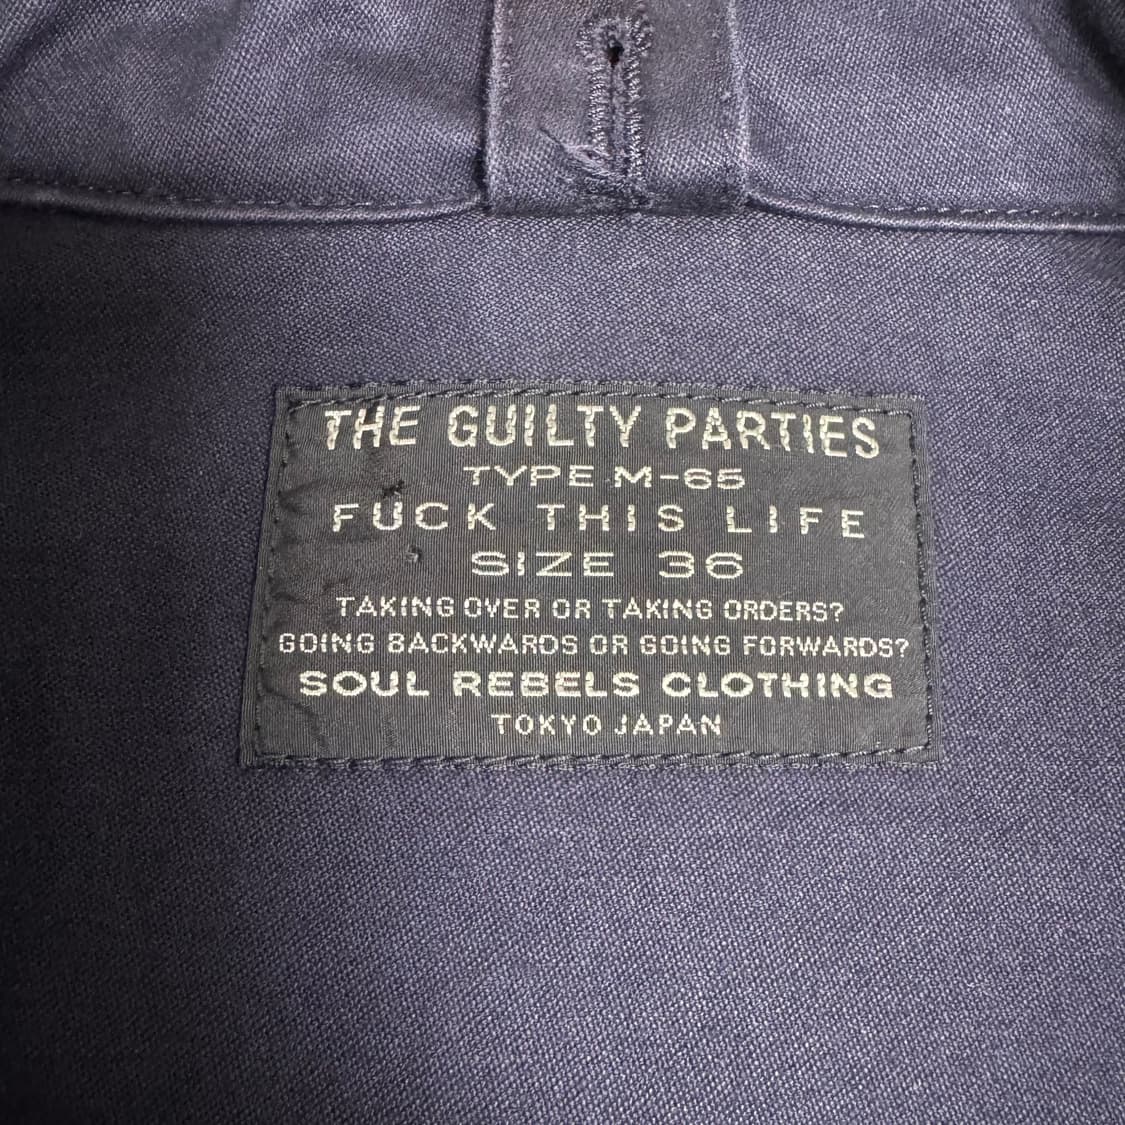 THE GUILTY PARTIES
TYPE M-65
FUCK THIS LIFE
SIZE 36
TAKING OVER OR TAKING ORDERS?
GOING BACKWARDS OR GOING FORWARDS?
SOUL REBELS CLOTHING
TOKYO JAPAN